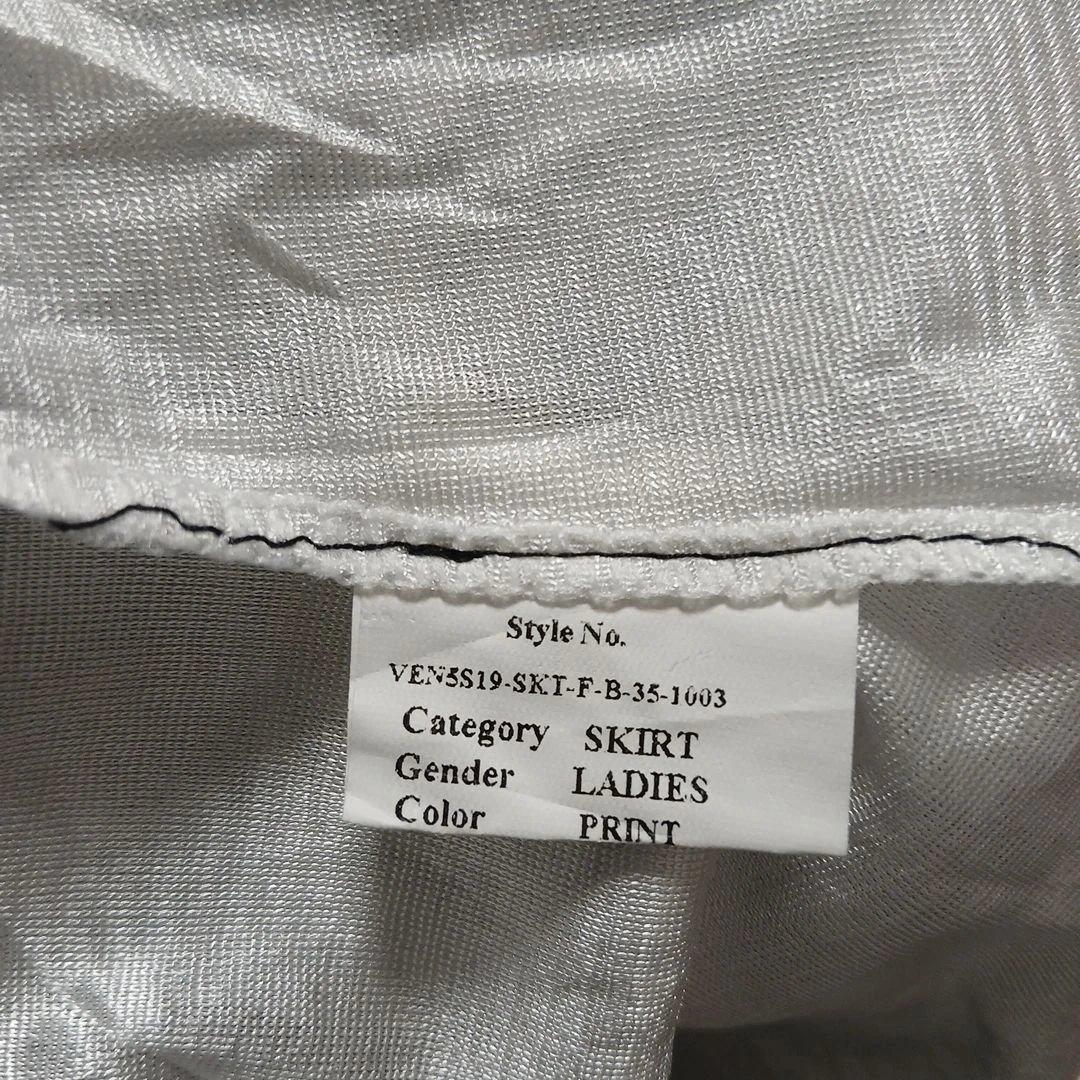 Style No.
VEN5S19-SKT-F-B-35-1003
Category SKIRT
Gender LADIES
Color PRINT